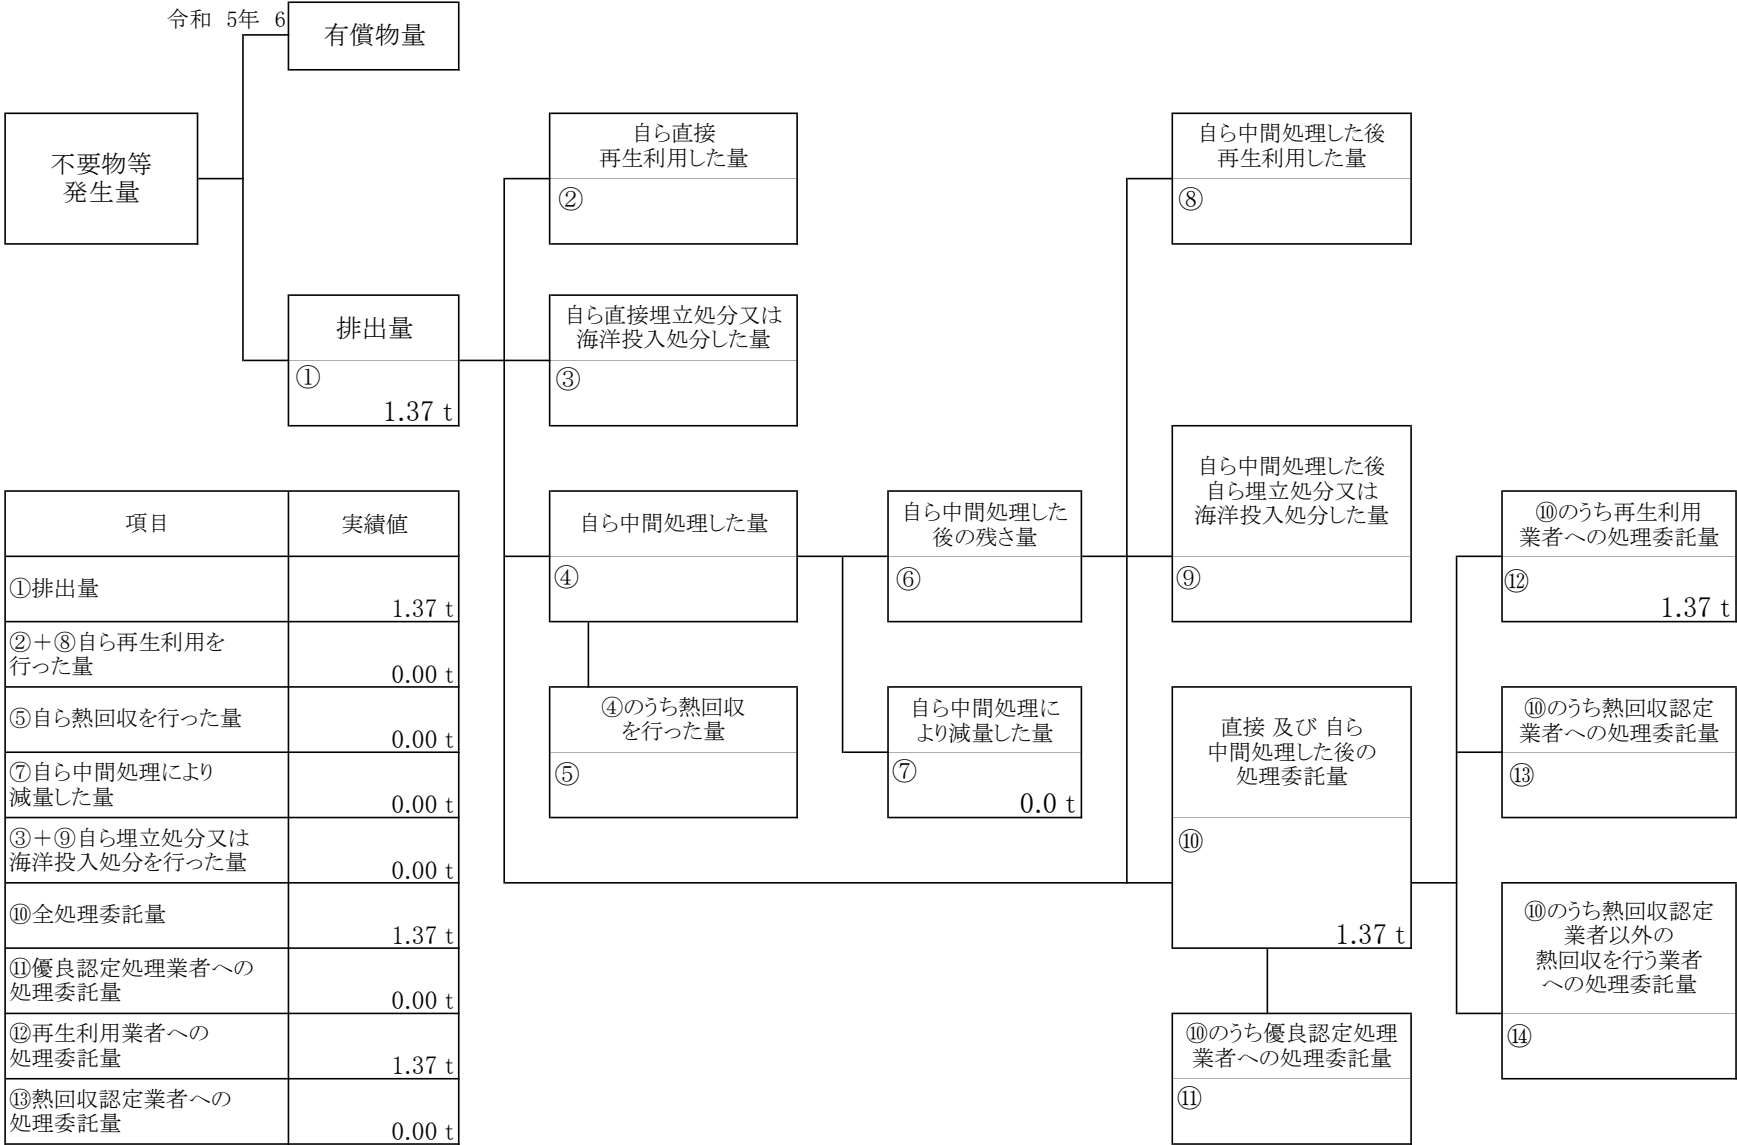 令和 5年 6
有償物量
不要物等
発生量
自ら直接
再生利用した量
②
自ら中間処理した後
再生利用した量
⑧
排出量
①
1.37 t
自ら直接埋立処分又は
海洋投入処分した量
③
自ら中間処理した量
④
自ら中間処理した
後の残さ量
⑥
自ら中間処理した後
自ら埋立処分又は
海洋投入処分した量
⑨
⑩のうち再生利用
業者への処理委託量
⑫
1.37 t
④のうち熱回収
を行った量
⑤
自ら中間処理に
より減量した量
⑦
0.0 t
直接 及び 自ら
中間処理した後の
処理委託量
⑩
1.37 t
⑩のうち熱回収認定
業者への処理委託量
⑬
⑩のうち熱回収認定
業者以外の
熱回収を行う業者
への処理委託量
⑭
⑩のうち優良認定処理
業者への処理委託量
⑪
項目 実績値
①排出量
1.37 t
②＋⑧自ら再生利用を
行った量
0.00 t
⑤自ら熱回収を行った量
0.00 t
⑦自ら中間処理により
減量した量
0.00 t
③＋⑨自ら埋立処分又は
海洋投入処分を行った量
0.00 t
⑩全処理委託量
1.37 t
⑪優良認定処理業者への
処理委託量
0.00 t
⑫再生利用業者への
処理委託量
1.37 t
⑬熱回収認定業者への
処理委託量
0.00 t